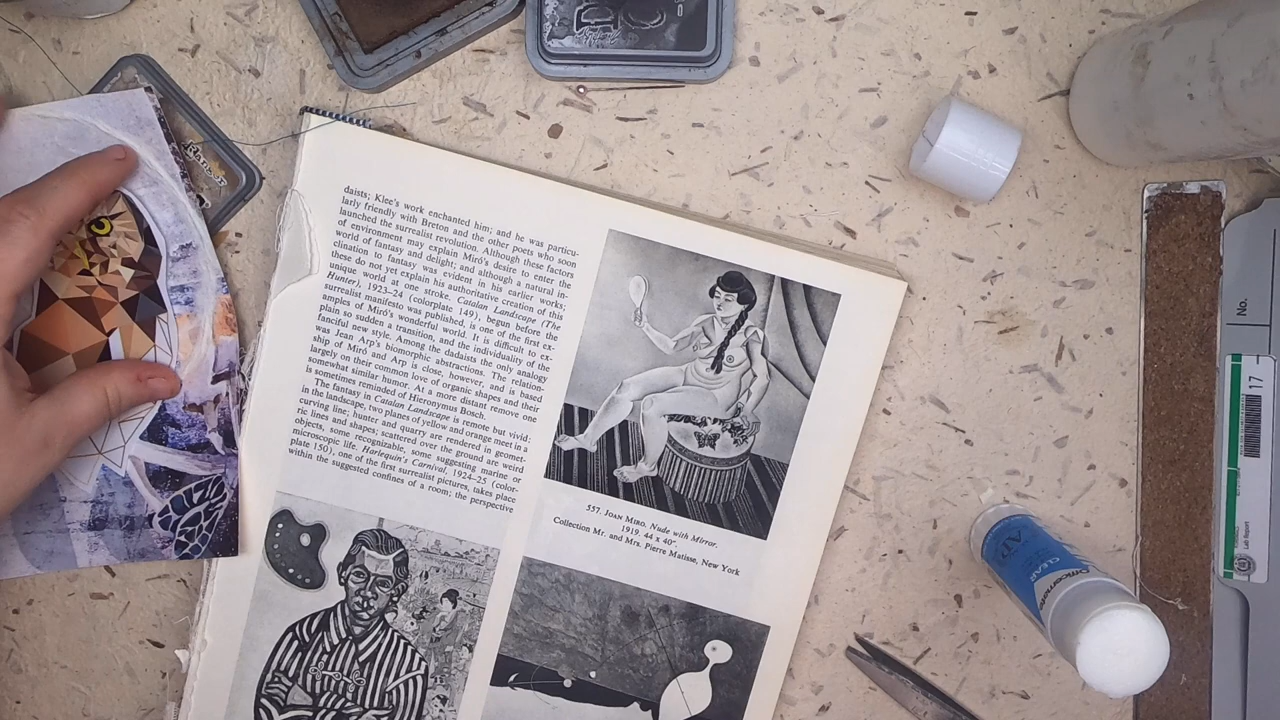 daists; Klee's work enchanted him; and he was particu-
larly friendly with Breton and the other poets who soon
launched the surrealist revolution. Although these factors
of environment may explain Miró's desire to enter the
world of fantasy and delight; and although a natural in-
clination to fantasy was evident in his earlier works;
these do not yet explain his authoritative creation of this
unique world at one stroke. Catalan Landscape (The
Hunter), 1923–24 (colorplate 149), begun before the
surrealist manifesto was published, is one of the first ex-
amples of Miró's wonderful world. It is difficult to ex-
plain so sudden a transition, and the individuality of the
fanciful new style. Among the dadaists the only analogy
was Jean Arp's biomorphic abstractions. The relation-
ship of Miró and Arp is close, however, and is based
largely on their common love of organic shapes and their
somewhat similar humor. At a more distant remove one
is sometimes reminded of Hieronymus Bosch.
The fantasy in Catalan Landscape is remote but vivid:
in the landscape, two planes of yellow and orange meet in a
curving line; hunter and quarry are rendered in geomet-
ric lines and shapes; scattered over the ground are weird
objects, some recognizable, some suggesting marine or
microscopic life. Harlequin's Carnival, 1924–25 (color-
plate 150), one of the first surrealist pictures, takes place
within the suggested confines of a room; the perspective
557. JOAN MIRO. Nude with Mirror.
1919. 44 x 40".
Collection Mr. and Mrs. Pierre Matisse, New York
Ranger
CLEAR
Officemate
No.
17
Lab Report